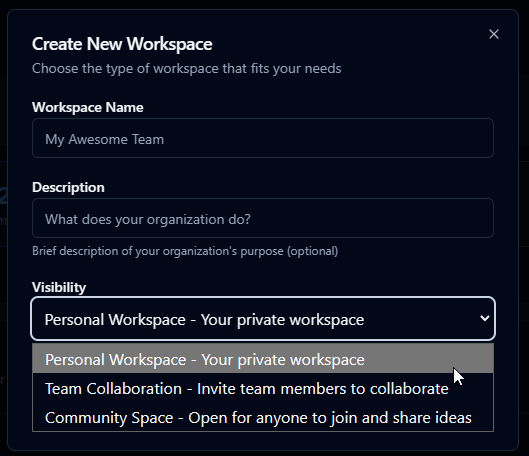 Create New Workspace
Choose the type of workspace that fits your needs
Workspace Name
My Awesome Team
Description
What does your organization do?
Brief description of your organization's purpose (optional)
Visibility
Personal Workspace - Your private workspace
Personal Workspace - Your private workspace
Team Collaboration - Invite team members to collaborate
Community Space - Open for anyone to join and share ideas